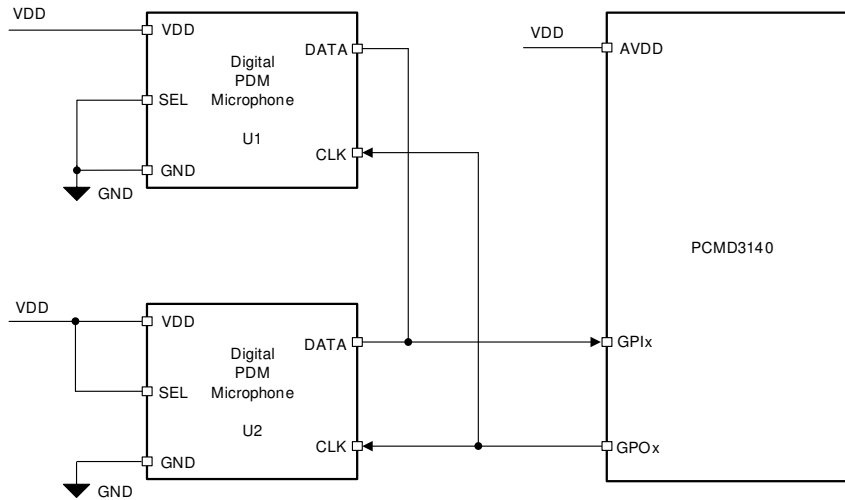 VDD
VDD
SEL
GND
GND
Digital
PDM
Microphone
U1
DATA
CLK
VDD
AVDD
PCMD3140
GPIx
GPOx
VDD
VDD
SEL
GND
GND
Digital
PDM
Microphone
U2
DATA
CLK